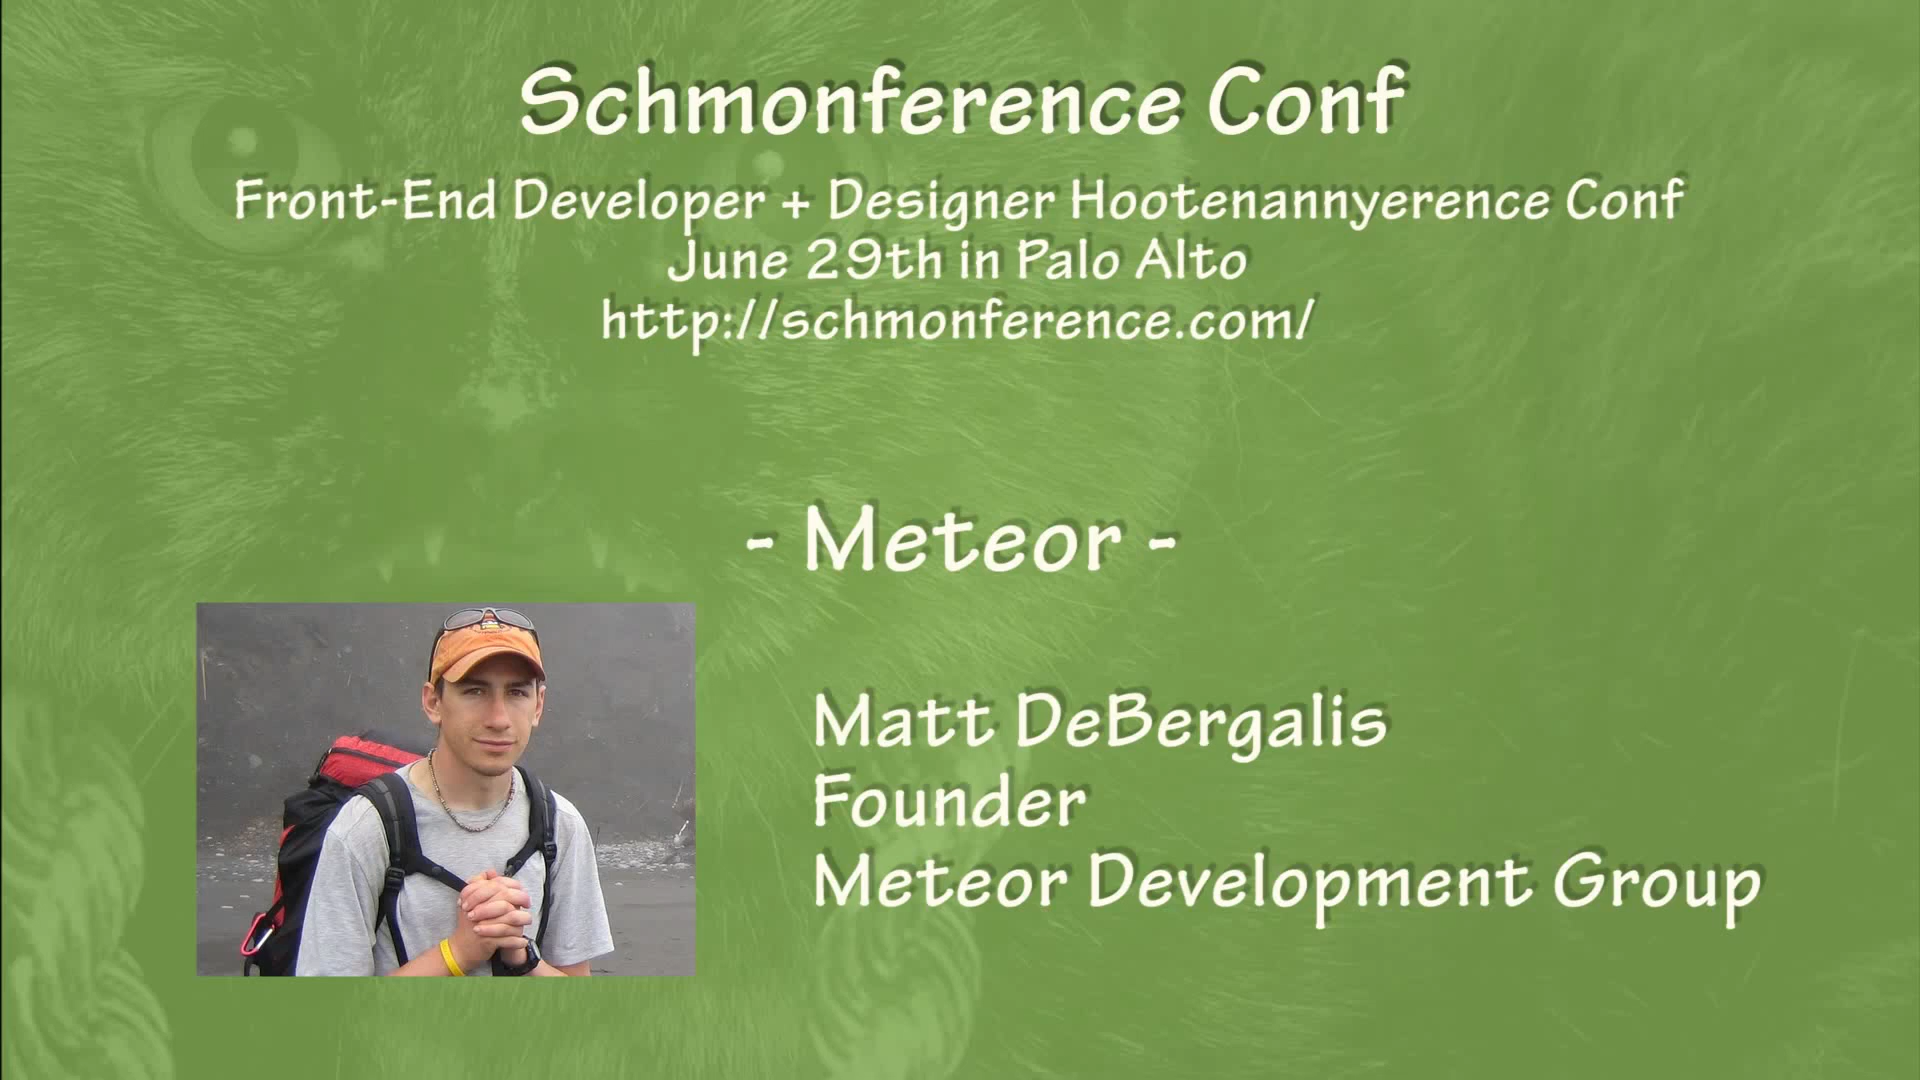 Schmonference Conf
Front-End Developer + Designer Hootenannyerence Conf
June 29th in Palo Alto
http://schmonference.com/
- Meteor -
Matt DeBergalis
Founder
Meteor Development Group